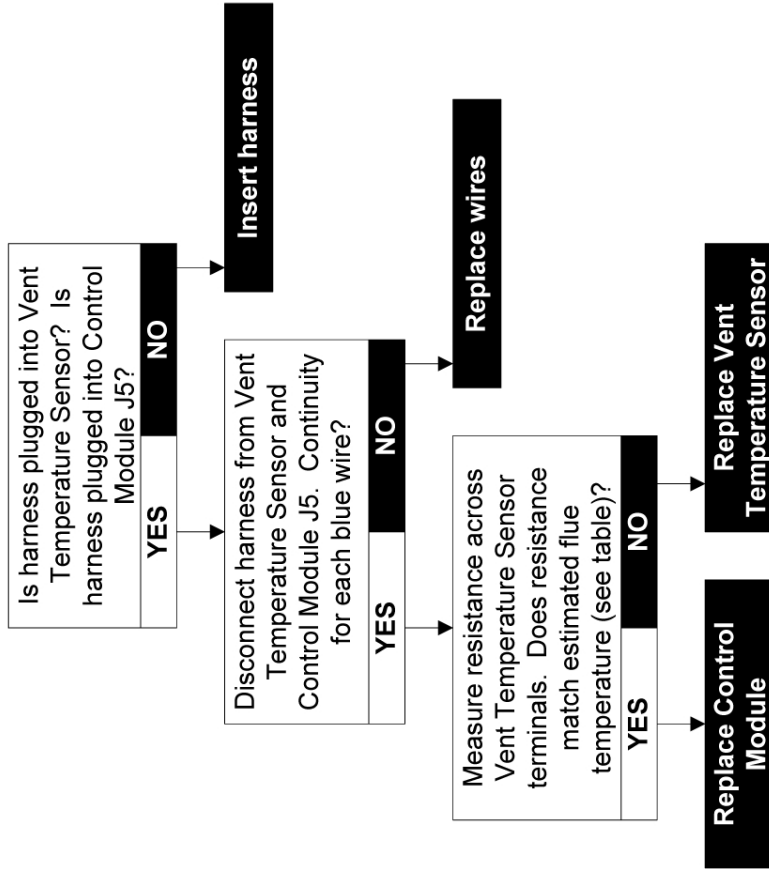 Is harness plugged into Vent
Temperature Sensor? Is
harness plugged into Control
Module J5?
YES
NO
Insert harness
Disconnect harness from Vent
Temperature Sensor and
Control Module J5. Continuity
for each blue wire?
YES
NO
Replace wires
Measure resistance across
Vent Temperature Sensor
terminals. Does resistance
match estimated flue
temperature (see table)?
YES
NO
Replace Control
Module
Replace Vent
Temperature Sensor